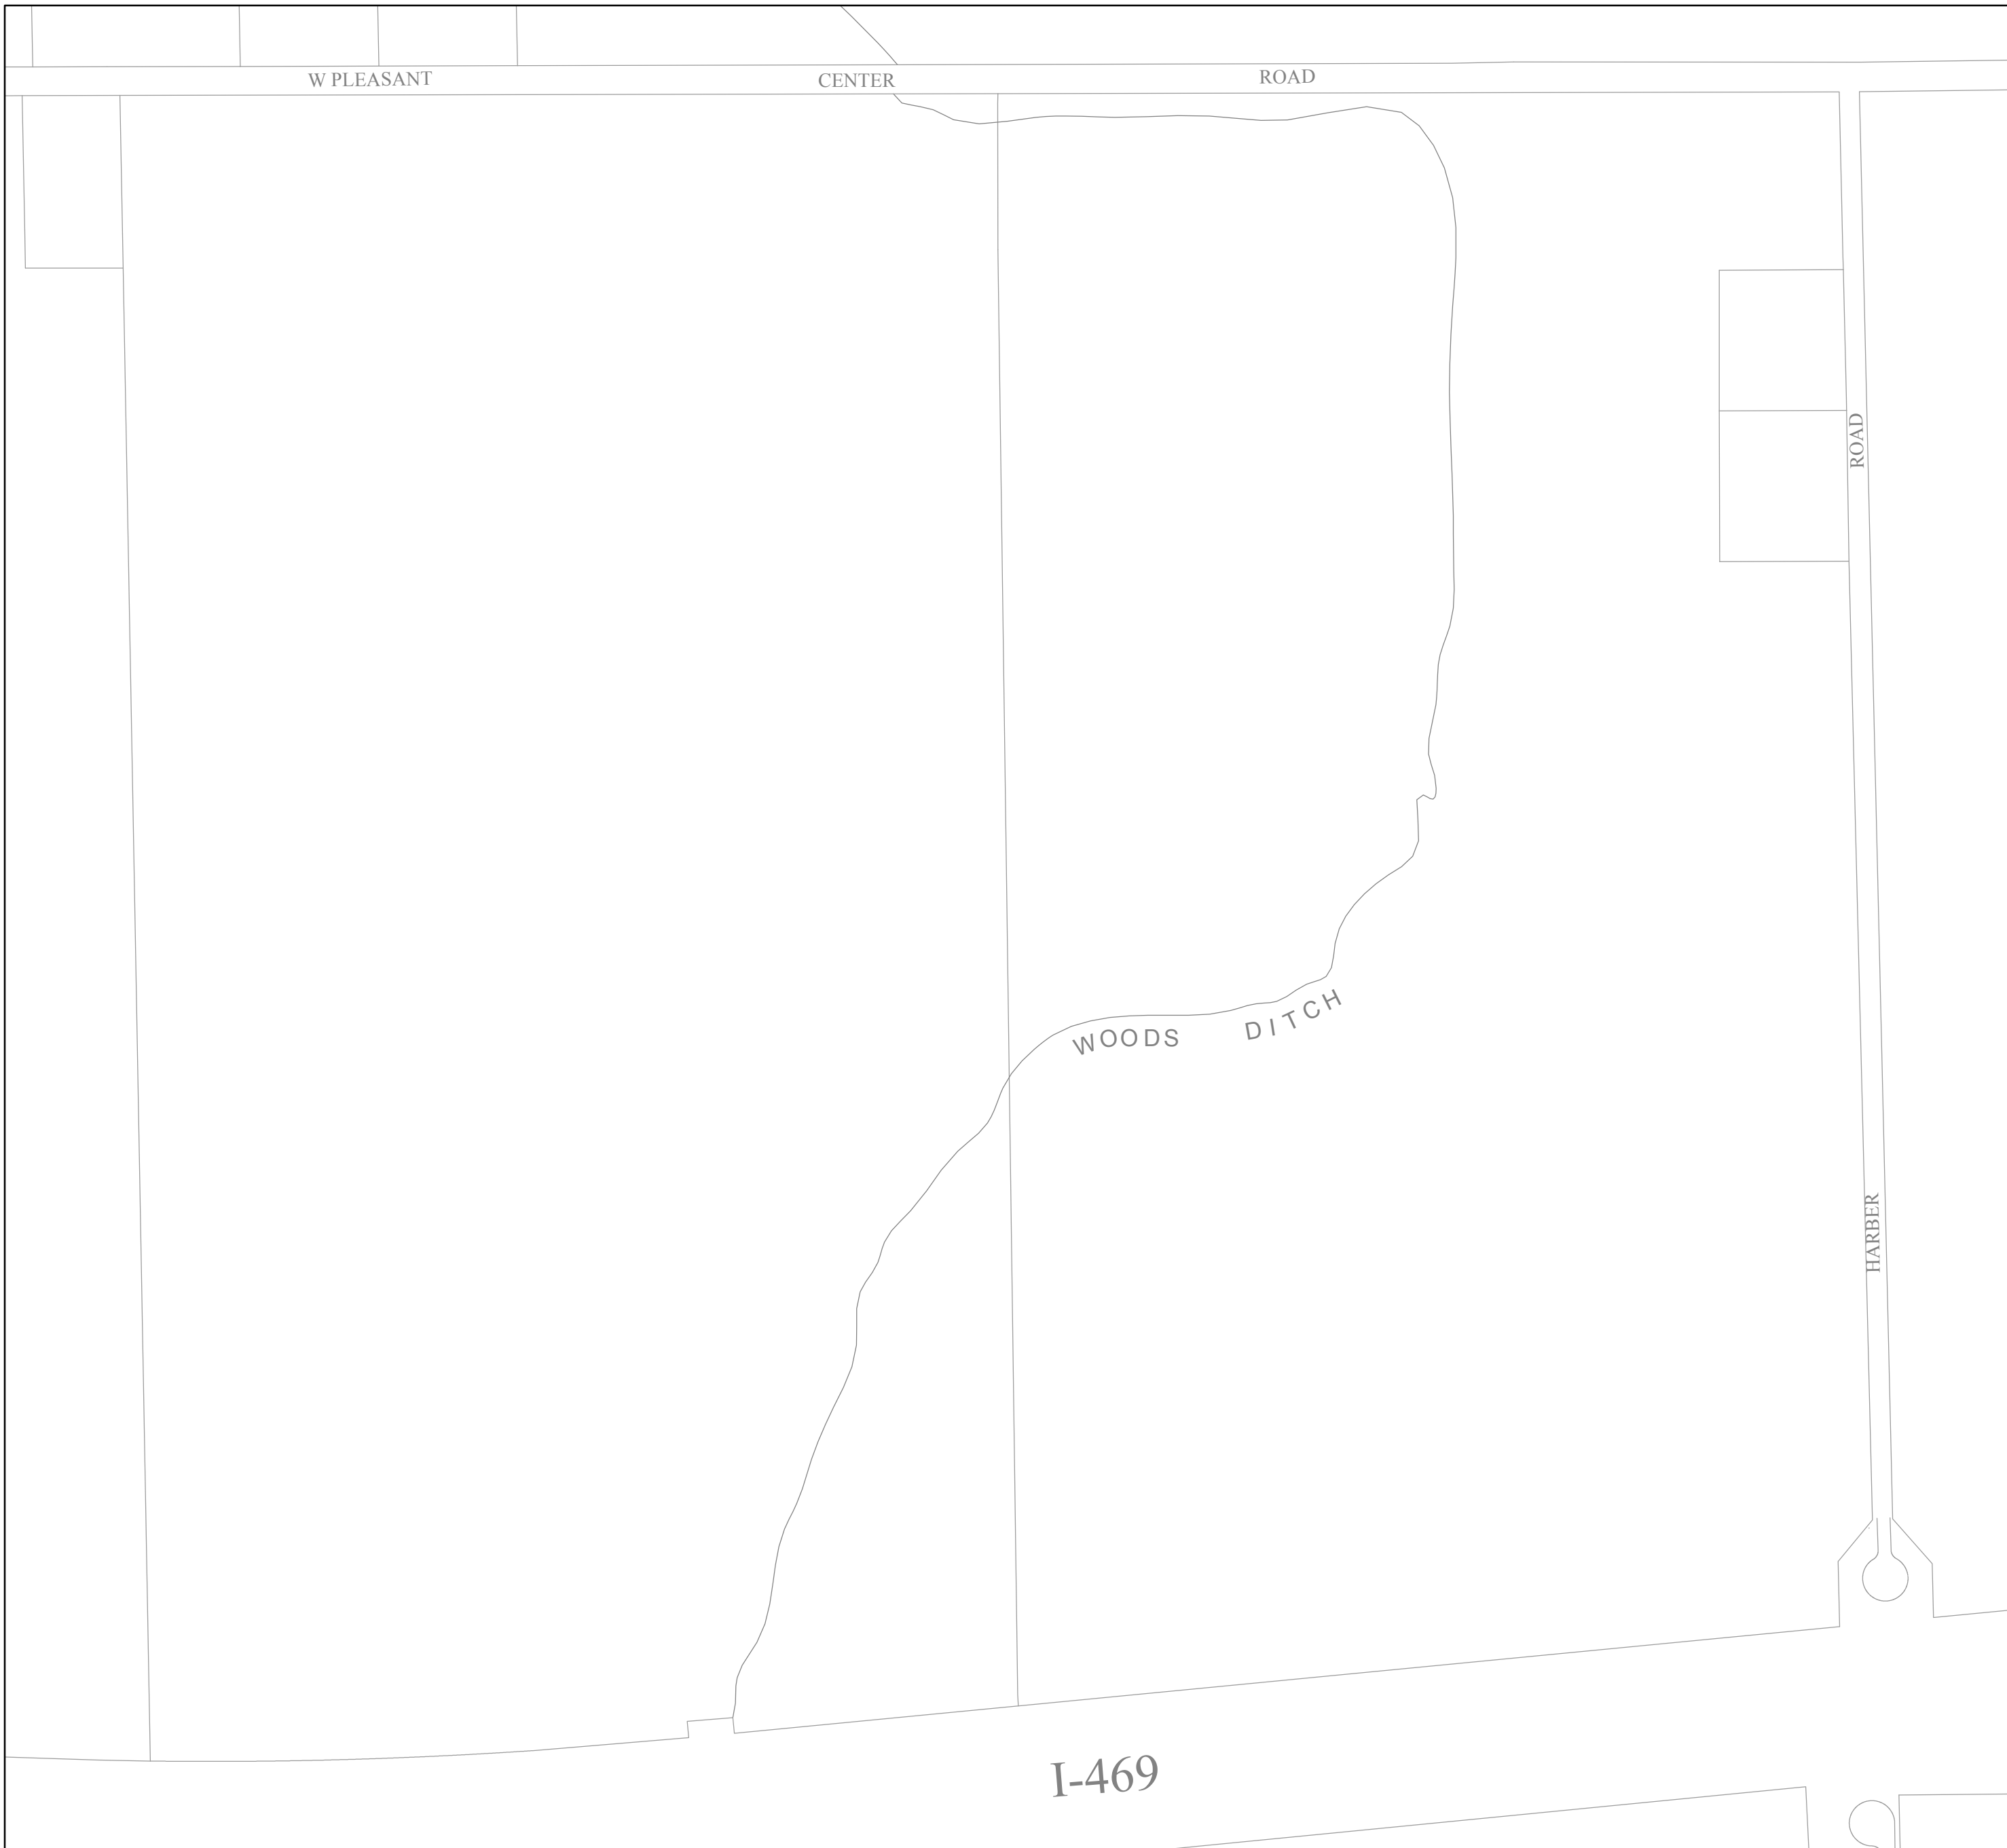 W PLEASANT CENTER ROAD
ROAD
HARBER
WOODS DITCH
I-469